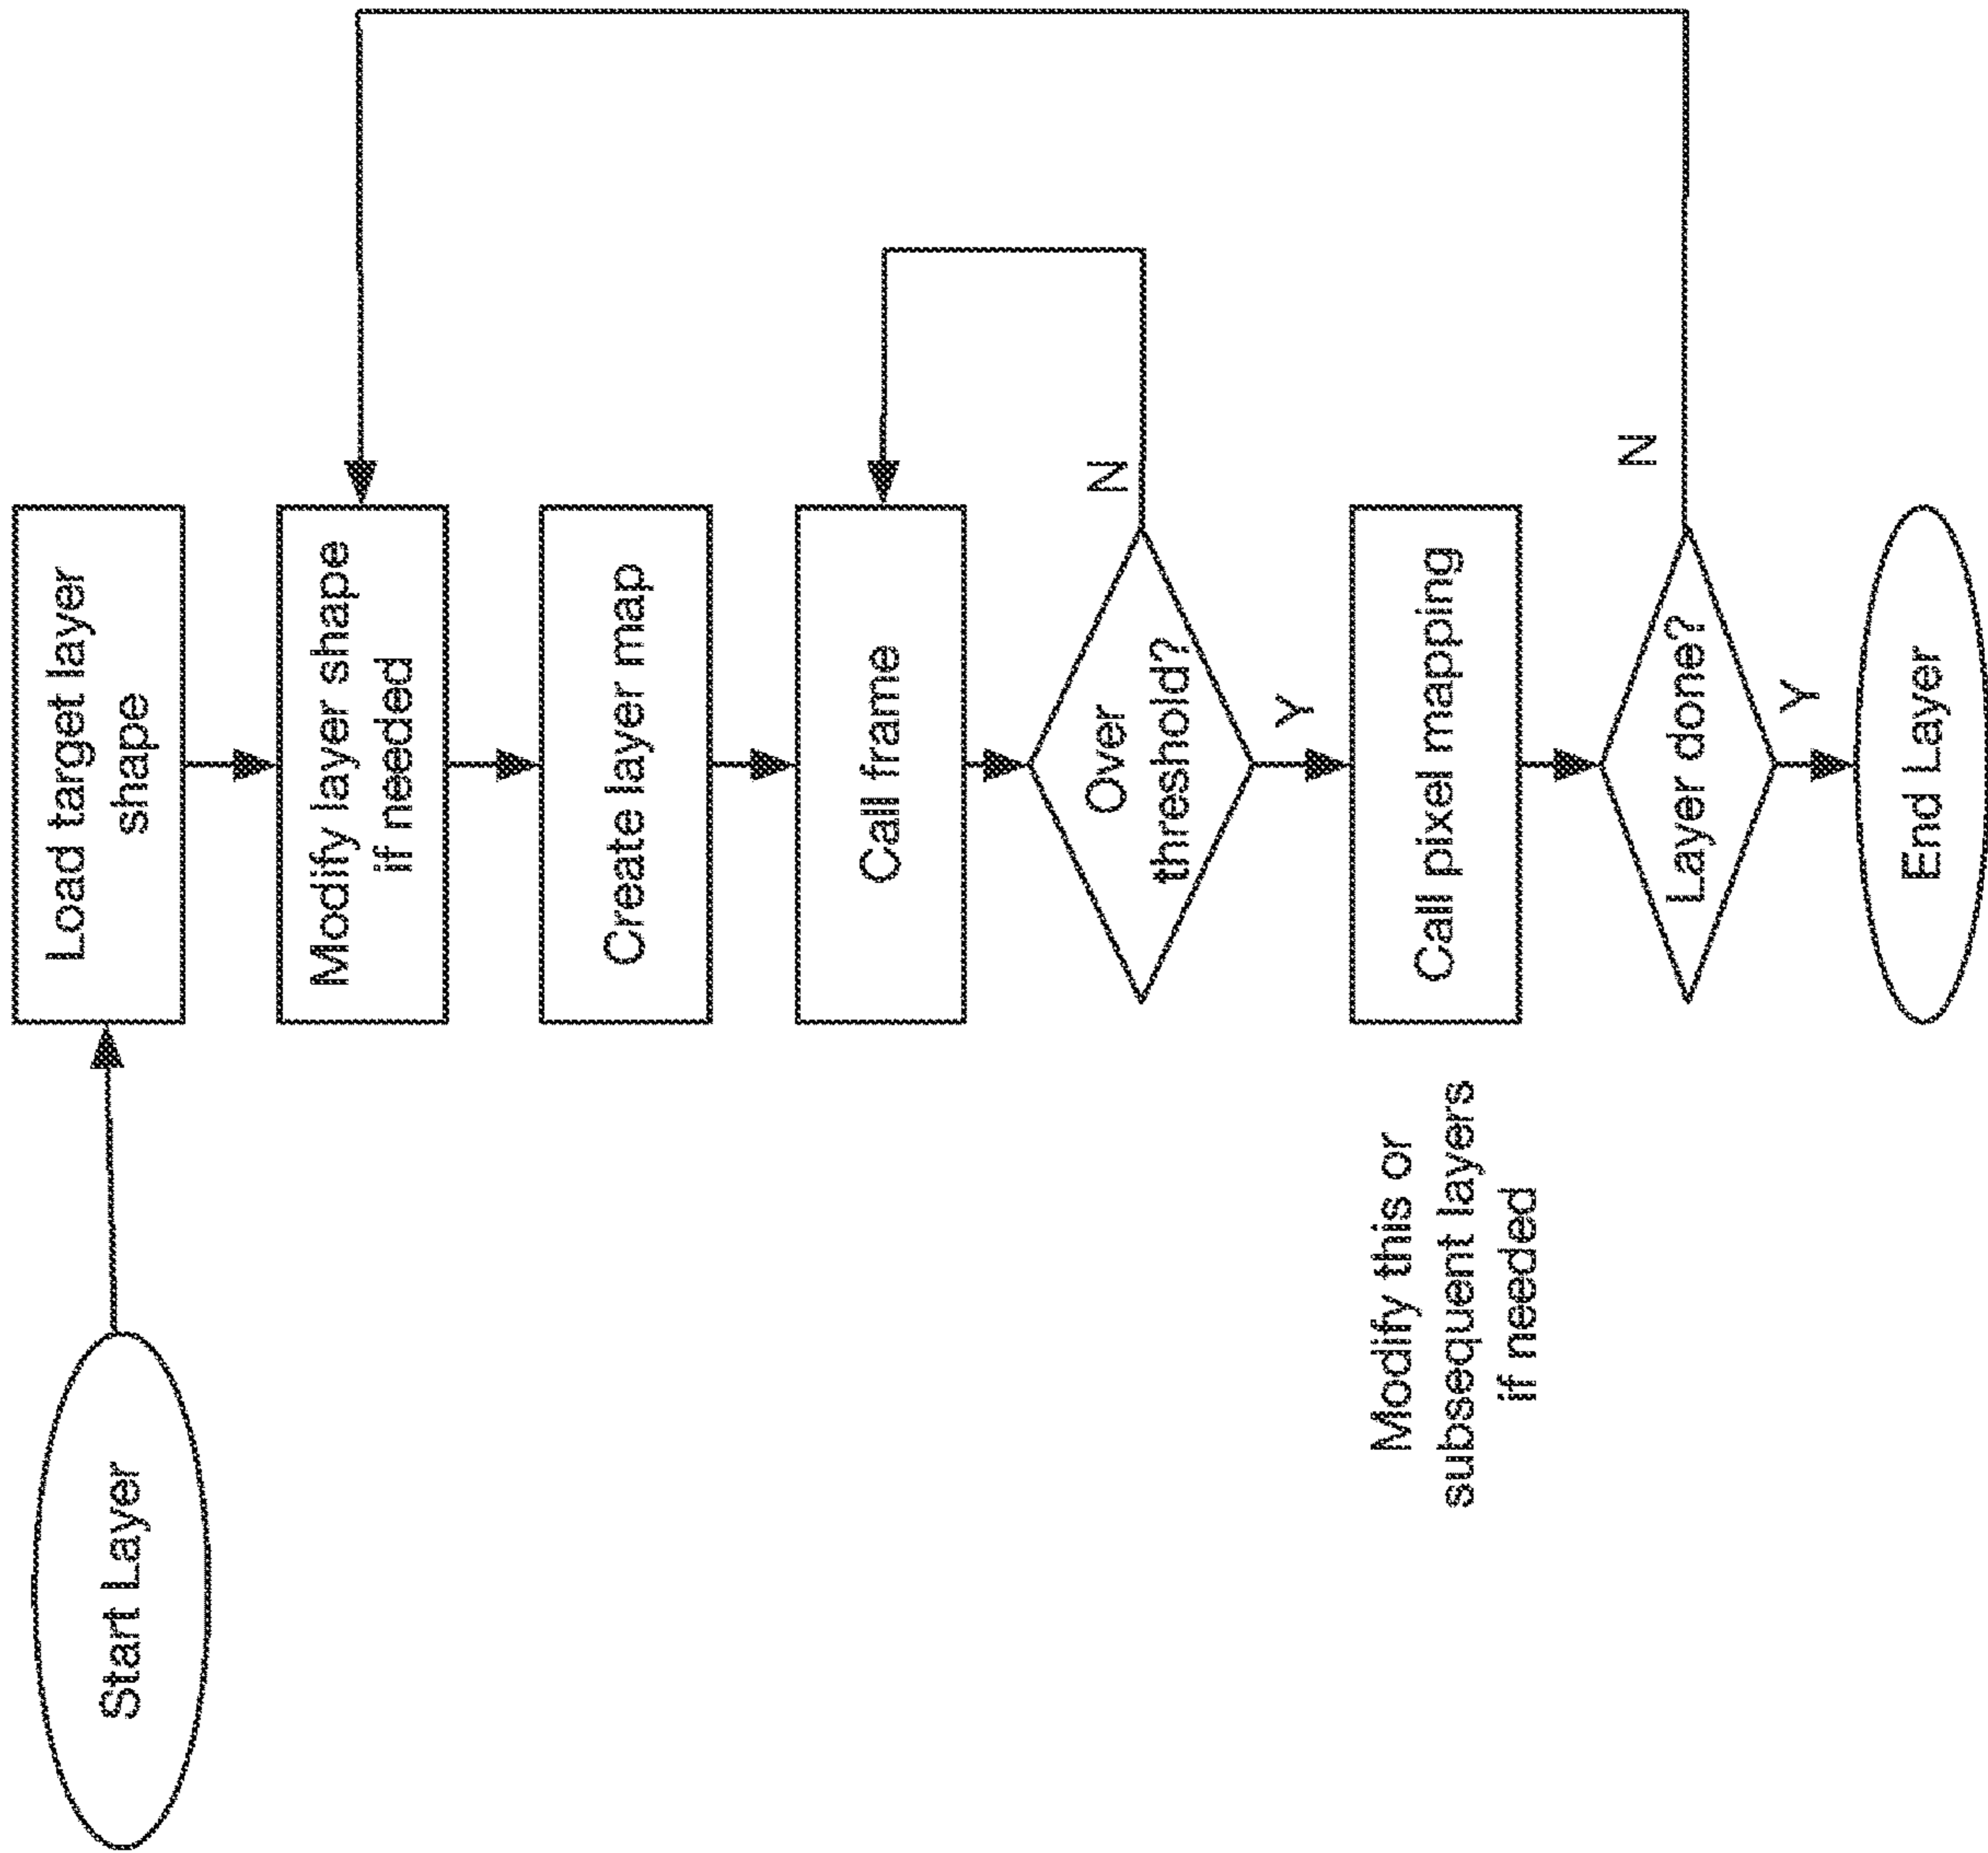 Start Layer
Load target layer
shape
Modify layer shape
if needed
Create layer map
Call frame
Over
threshold?
N
Y
Modify this or
subsequent layers
if needed
Call pixel mapping
Layer done?
N
Y
End Layer